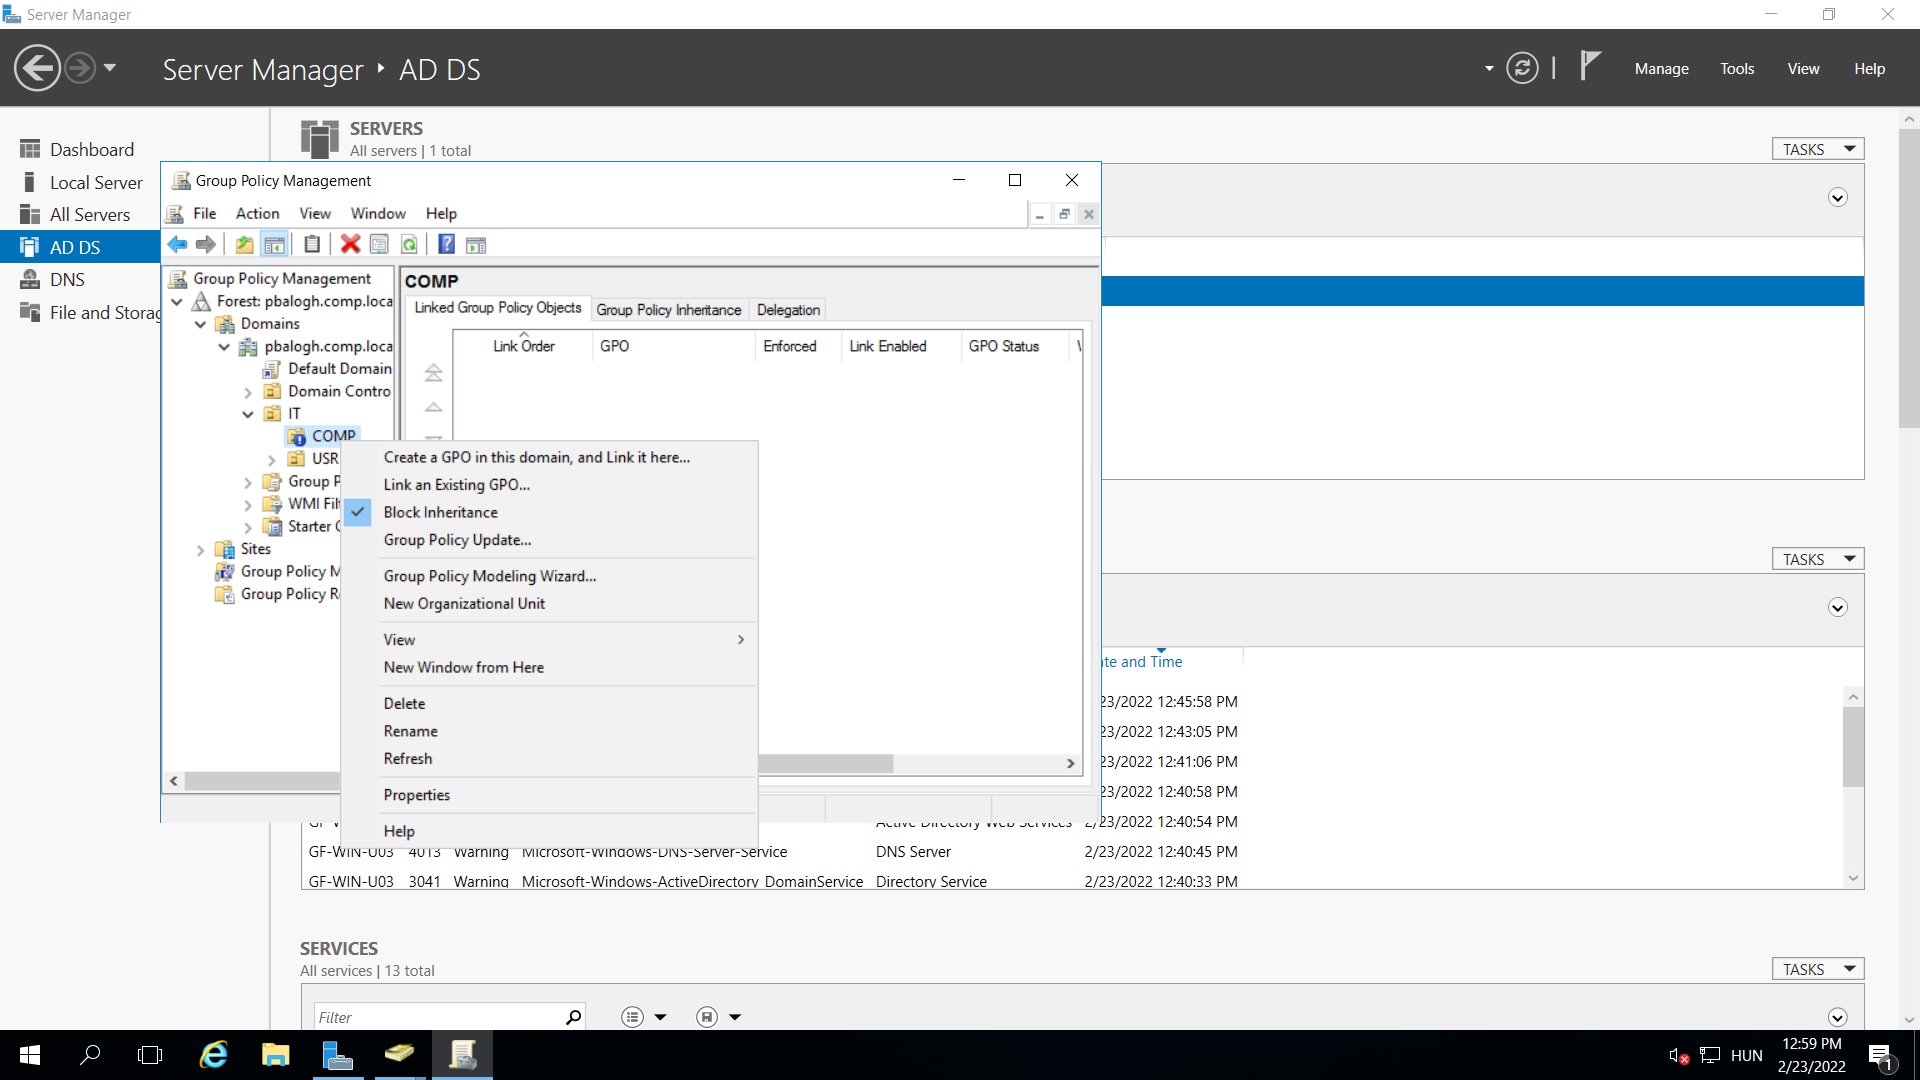 Server Manager
Server Manager ‣ AD DS
Manage Tools View Help
Dashboard
Local Server
All Servers
AD DS
DNS
File and Storag
SERVERS
All servers | 1 total
TASKS
Group Policy Management
File Action View Window Help
Group Policy Management
Forest: pbalogh.comp.loca
Domains
pbalogh.comp.loca
Default Domain
Domain Contro
IT
COMP
USR
Group P
WMI Fil
Starter
Sites
Group Policy M
Group Policy R
COMP
Linked Group Policy Objects Group Policy Inheritance Delegation
Link Order GPO Enforced Link Enabled GPO Status
Create a GPO in this domain, and Link it here...
Link an Existing GPO...
Block Inheritance
Group Policy Update...
Group Policy Modeling Wizard...
New Organizational Unit
View
New Window from Here
Delete
Rename
Refresh
Properties
Help
TASKS
te and Time
23/2022 12:45:58 PM
23/2022 12:43:05 PM
23/2022 12:41:06 PM
23/2022 12:40:58 PM
Active Directory Web Services 2/23/2022 12:40:54 PM
GF-WIN-U03 4013 Warning Microsoft-Windows-DNS-Server-Service DNS Server 2/23/2022 12:40:45 PM
GF-WIN-U03 3041 Warning Microsoft-Windows-ActiveDirectory_DomainService Directory Service 2/23/2022 12:40:33 PM
SERVICES
All services | 13 total
TASKS
Filter
HUN
12:59 PM
2/23/2022
1